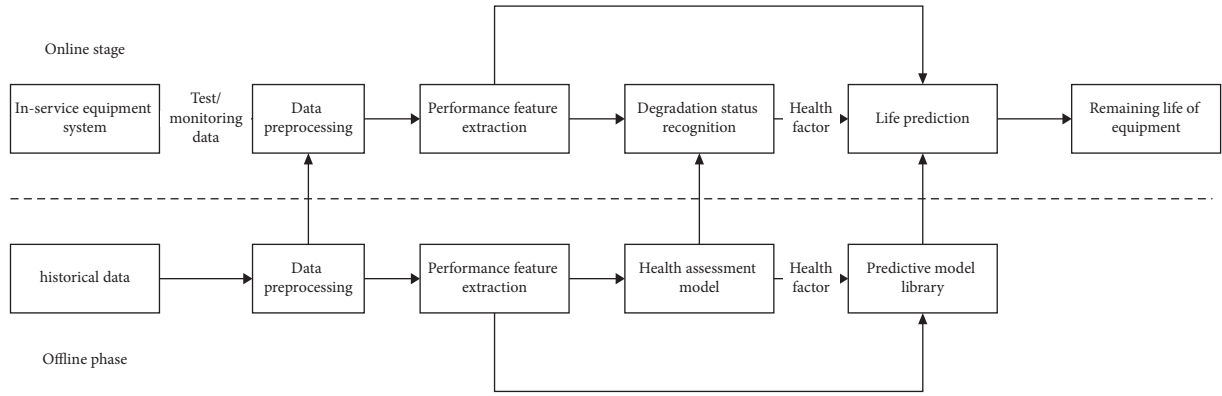 Online stage
In-service equipment
system
Test/
monitoring
data
Data
preprocessing
Performance feature
extraction
Degradation status
recognition
Health
factor
Life prediction
Remaining life of
equipment
historical data
Data
preprocessing
Performance feature
extraction
Health assessment
model
Health
factor
Predictive model
library
Offline phase